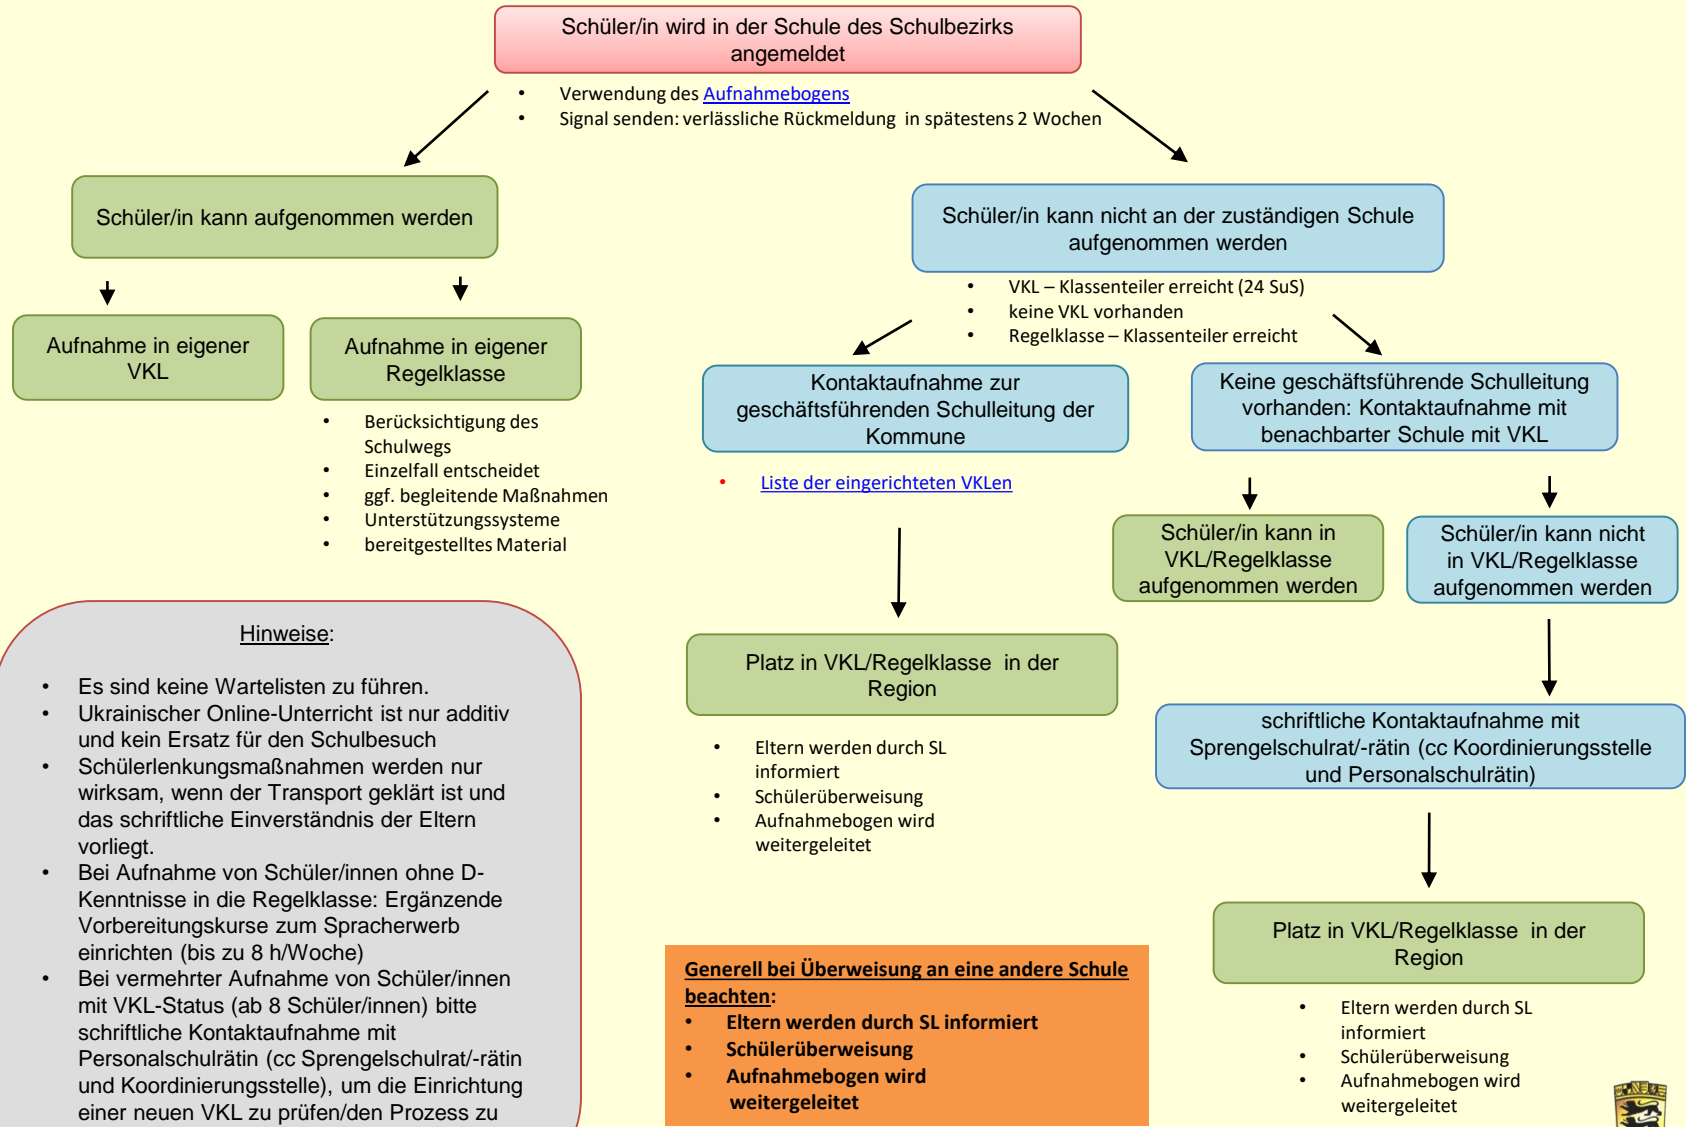 Schüler/in wird in der Schule des Schulbezirks
angemeldet
• Verwendung des Aufnahmebogens
• Signal senden: verlässliche Rückmeldung in spätestens 2 Wochen
Schüler/in kann aufgenommen werden
Aufnahme in eigener
VKL
Aufnahme in eigener
Regelklasse
• Berücksichtigung des
Schulwegs
• Einzelfall entscheidet
• ggf. begleitende Maßnahmen
• Unterstützungssysteme
• bereitgestelltes Material
Schüler/in kann nicht an der zuständigen Schule
aufgenommen werden
• VKL – Klassenteiler erreicht (24 SuS)
• keine VKL vorhanden
• Regelklasse – Klassenteiler erreicht
Kontaktaufnahme zur
geschäftsführenden Schulleitung der
Kommune
• Liste der eingerichteten VKLen
Platz in VKL/Regelklasse in der
Region
• Eltern werden durch SL
informiert
• Schülerüberweisung
• Aufnahmebogen wird
weitergeleitet
Keine geschäftsführende Schulleitung
vorhanden: Kontaktaufnahme mit
benachbarter Schule mit VKL
Schüler/in kann in
VKL/Regelklasse
aufgenommen werden
Schüler/in kann nicht
in VKL/Regelklasse
aufgenommen werden
schriftliche Kontaktaufnahme mit
Sprengelschulrat/-rätin (cc Koordinierungsstelle
und Personalschulrätin)
Platz in VKL/Regelklasse in der
Region
• Eltern werden durch SL
informiert
• Schülerüberweisung
• Aufnahmebogen wird
weitergeleitet
Hinweise:
• Es sind keine Wartelisten zu führen.
• Ukrainischer Online-Unterricht ist nur additiv
und kein Ersatz für den Schulbesuch
• Schülerlenkungsmaßnahmen werden nur
wirksam, wenn der Transport geklärt ist und
das schriftliche Einverständnis der Eltern
vorliegt.
• Bei Aufnahme von Schüler/innen ohne D-
Kenntnisse in die Regelklasse: Ergänzende
Vorbereitungskurse zum Spracherwerb
einrichten (bis zu 8 h/Woche)
• Bei vermehrter Aufnahme von Schüler/innen
mit VKL-Status (ab 8 Schüler/innen) bitte
schriftliche Kontaktaufnahme mit
Personalschulrätin (cc Sprengelschulrat/-rätin
und Koordinierungsstelle), um die Einrichtung
einer neuen VKL zu prüfen/den Prozess zu
Generell bei Überweisung an eine andere Schule
beachten:
• Eltern werden durch SL informiert
• Schülerüberweisung
• Aufnahmebogen wird
weitergeleitet